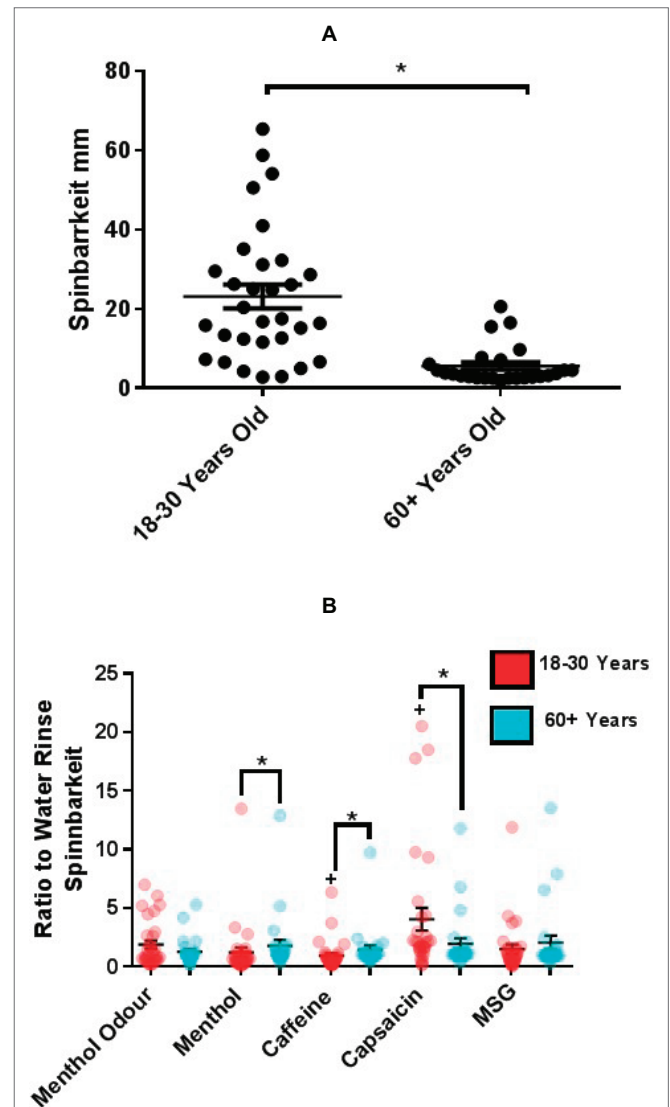 A
*
80
60
40
20
0
Spinbarrkeit mm
18-30 Years Old
60+ Years Old
B
25
20
15
10
5
0
Ratio to Water Rinse
Spinnbarkeit
18-30 Years
60+ Years
*
*
*
+
+
Menthol Odour
Menthol
Caffeine
Capsaicin
MSG